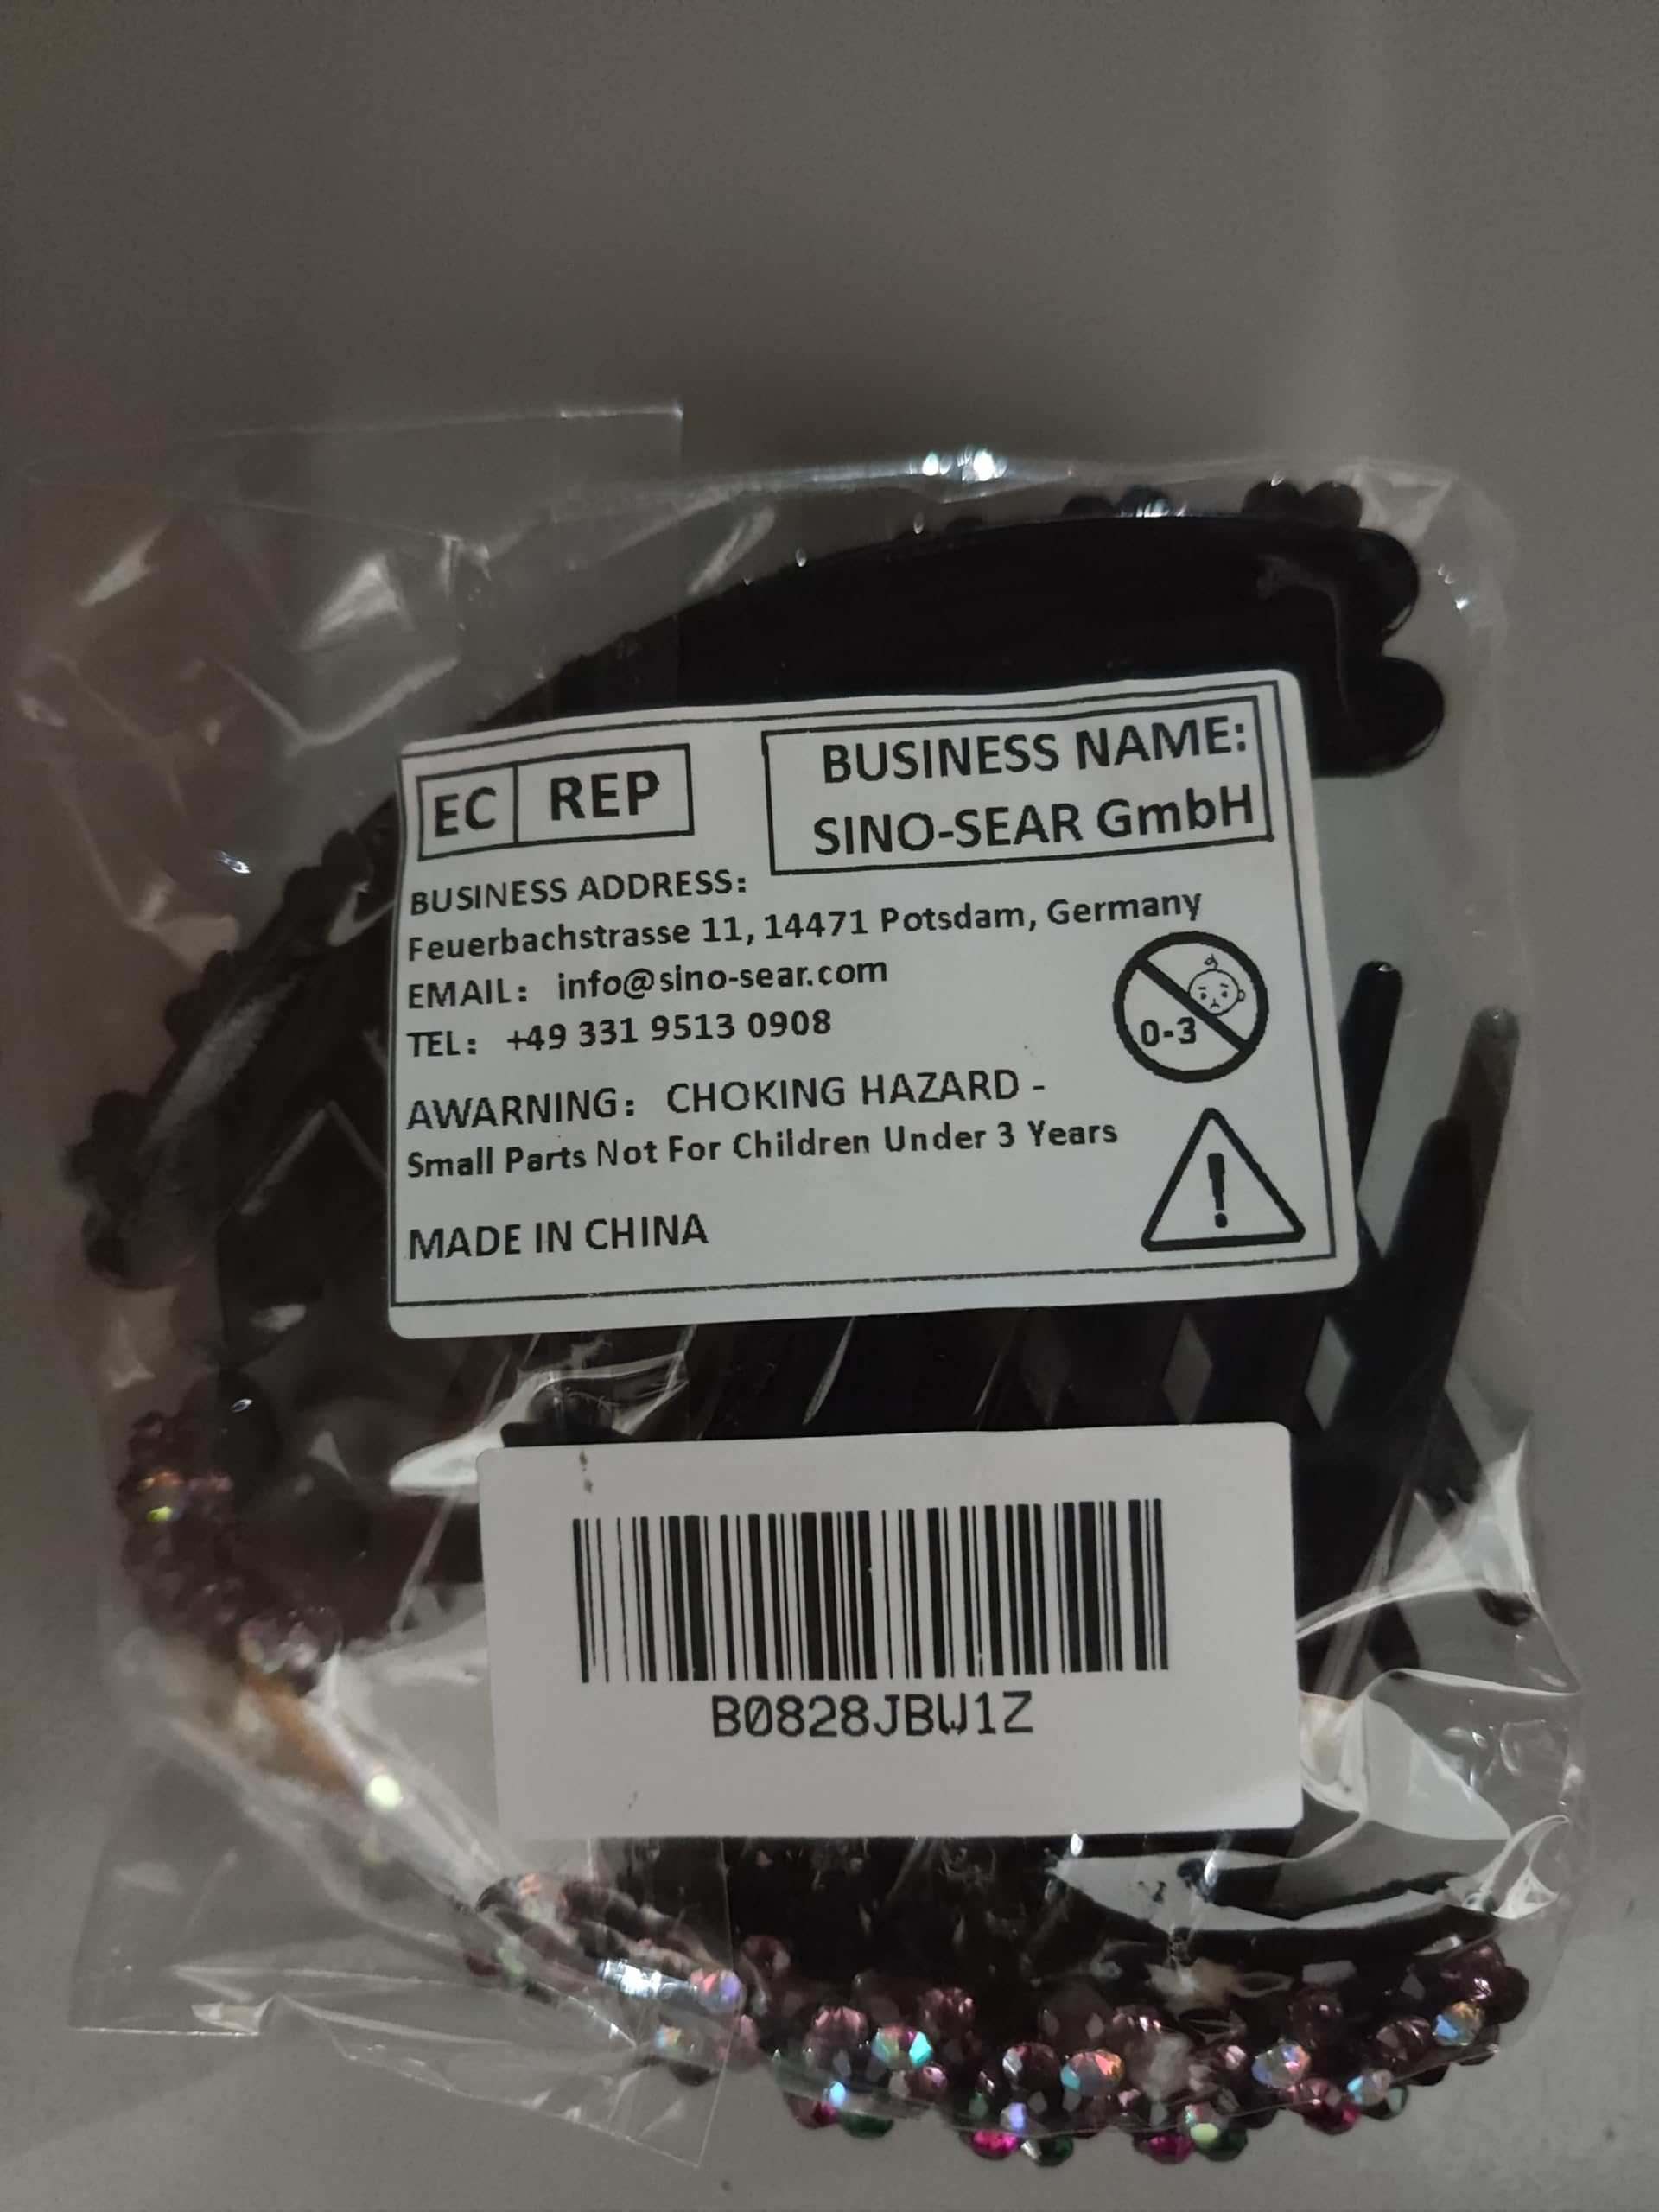 EC REP
BUSINESS NAME:
SINO-SEAR GmbH
BUSINESS ADDRESS:
Feuerbachstrasse 11, 14471 Potsdam, Germany
EMAIL: info@sino-sear.com
TEL: +49 331 9513 0908
0-3
AWARNING: CHOKING HAZARD -
Small Parts Not For Children Under 3 Years
!
MADE IN CHINA
B0828JBW1Z